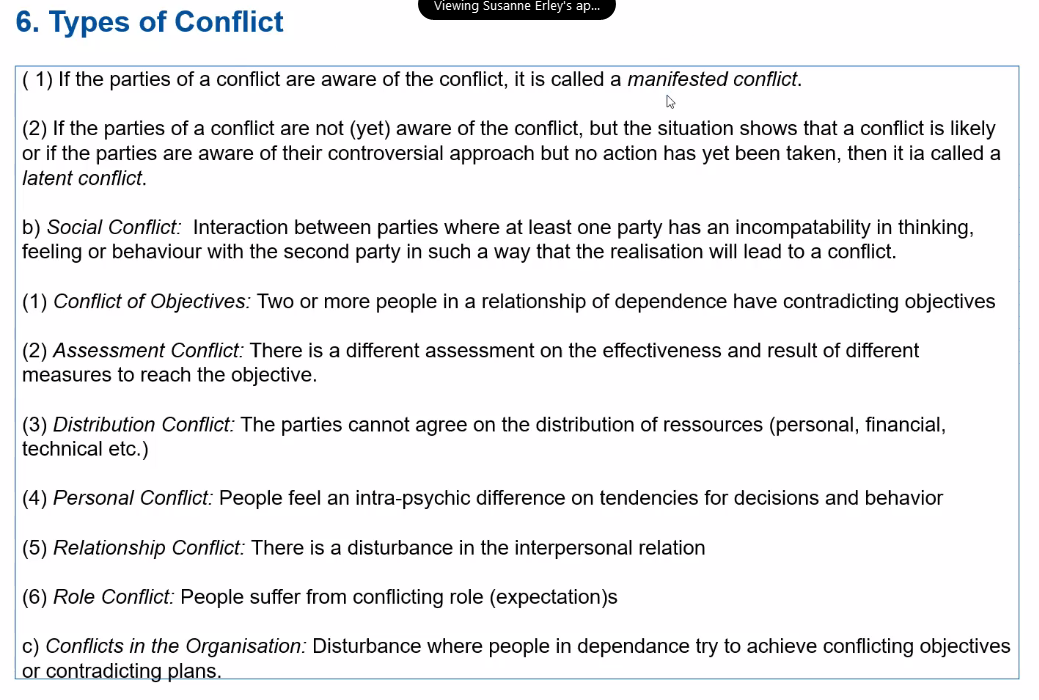 Viewing Susanne Erley's ap...
6. Types of Conflict
( 1) If the parties of a conflict are aware of the conflict, it is called a manifested conflict.
(2) If the parties of a conflict are not (yet) aware of the conflict, but the situation shows that a conflict is likely
or if the parties are aware of their controversial approach but no action has yet been taken, then it ia called a
latent conflict.
b) Social Conflict:  Interaction between parties where at least one party has an incompatability in thinking,
feeling or behaviour with the second party in such a way that the realisation will lead to a conflict.
(1) Conflict of Objectives: Two or more people in a relationship of dependence have contradicting objectives
(2) Assessment Conflict: There is a different assessment on the effectiveness and result of different
measures to reach the objective.
(3) Distribution Conflict: The parties cannot agree on the distribution of ressources (personal, financial,
technical etc.)
(4) Personal Conflict: People feel an intra-psychic difference on tendencies for decisions and behavior
(5) Relationship Conflict: There is a disturbance in the interpersonal relation
(6) Role Conflict: People suffer from conflicting role (expectation)s
c) Conflicts in the Organisation: Disturbance where people in dependance try to achieve conflicting objectives
or contradicting plans.